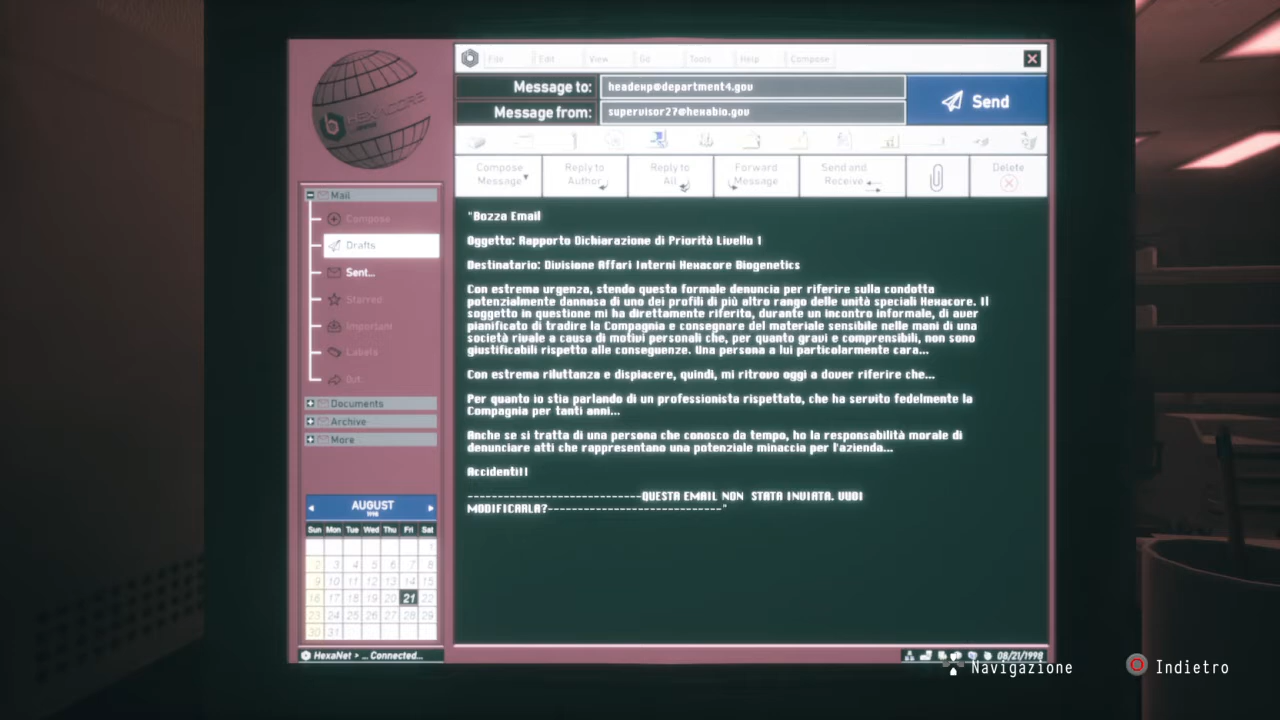 File Edit View Go Tools Help Compose
Message to: headexp@department4.gov
Send
Message from: supervisor27@hexabio.gov
HEXACORE
Compose Message
Reply to Author
Reply to All
Forward Message
Send and Receive
Delete
Mail
Compose
Drafts
Sent...
Starred
Important
Labels
Documents
Archive
More
"Bozza Email
Oggetto: Rapporto Dichiarazione di Priorità Livello 1
Destinatario: Divisione Affari Interni Hexacore Biogenetics
Con estrema urgenza, stendo questa formale denuncia per riferire sulla condotta
potenzialmente dannosa di uno dei profili di più altro rango delle unità speciali Hexacore. Il
soggetto in questione mi ha direttamente riferito, durante un incontro informale, di aver
pianificato di tradire la Compagnia e consegnare del materiale sensibile nelle mani di una
società rivale a causa di motivi personali che, per quanto gravi e comprensibili, non sono
giustificabili rispetto alle conseguenze. Una persona a lui particolarmente cara...
Con estrema riluttanza e dispiacere, quindi, mi ritrovo oggi a dover riferire che...
Per quanto io stia parlando di un professionista rispettato, che ha servito fedelmente la
Compagnia per tanti anni...
Anche se si tratta di una persona che conosco da tempo, ho la responsabilità morale di
denunciare atti che rappresentano una potenziale minaccia per l'azienda...
Accidenti!!
-----------------------------QUESTA EMAIL NON  STATA INVIATA. VUOI
MODIFICARLA?-----------------------------"
AUGUST
1998
Sun Mon Tue Wed Thu Fri Sat
1
2 3 4 5 6 7 8
9 10 11 12 13 14 15
16 17 18 19 20 21 22
23 24 25 26 27 28 29
30 31
HexaNet > ... Connected...
08/21/1998
Navigazione
Indietro